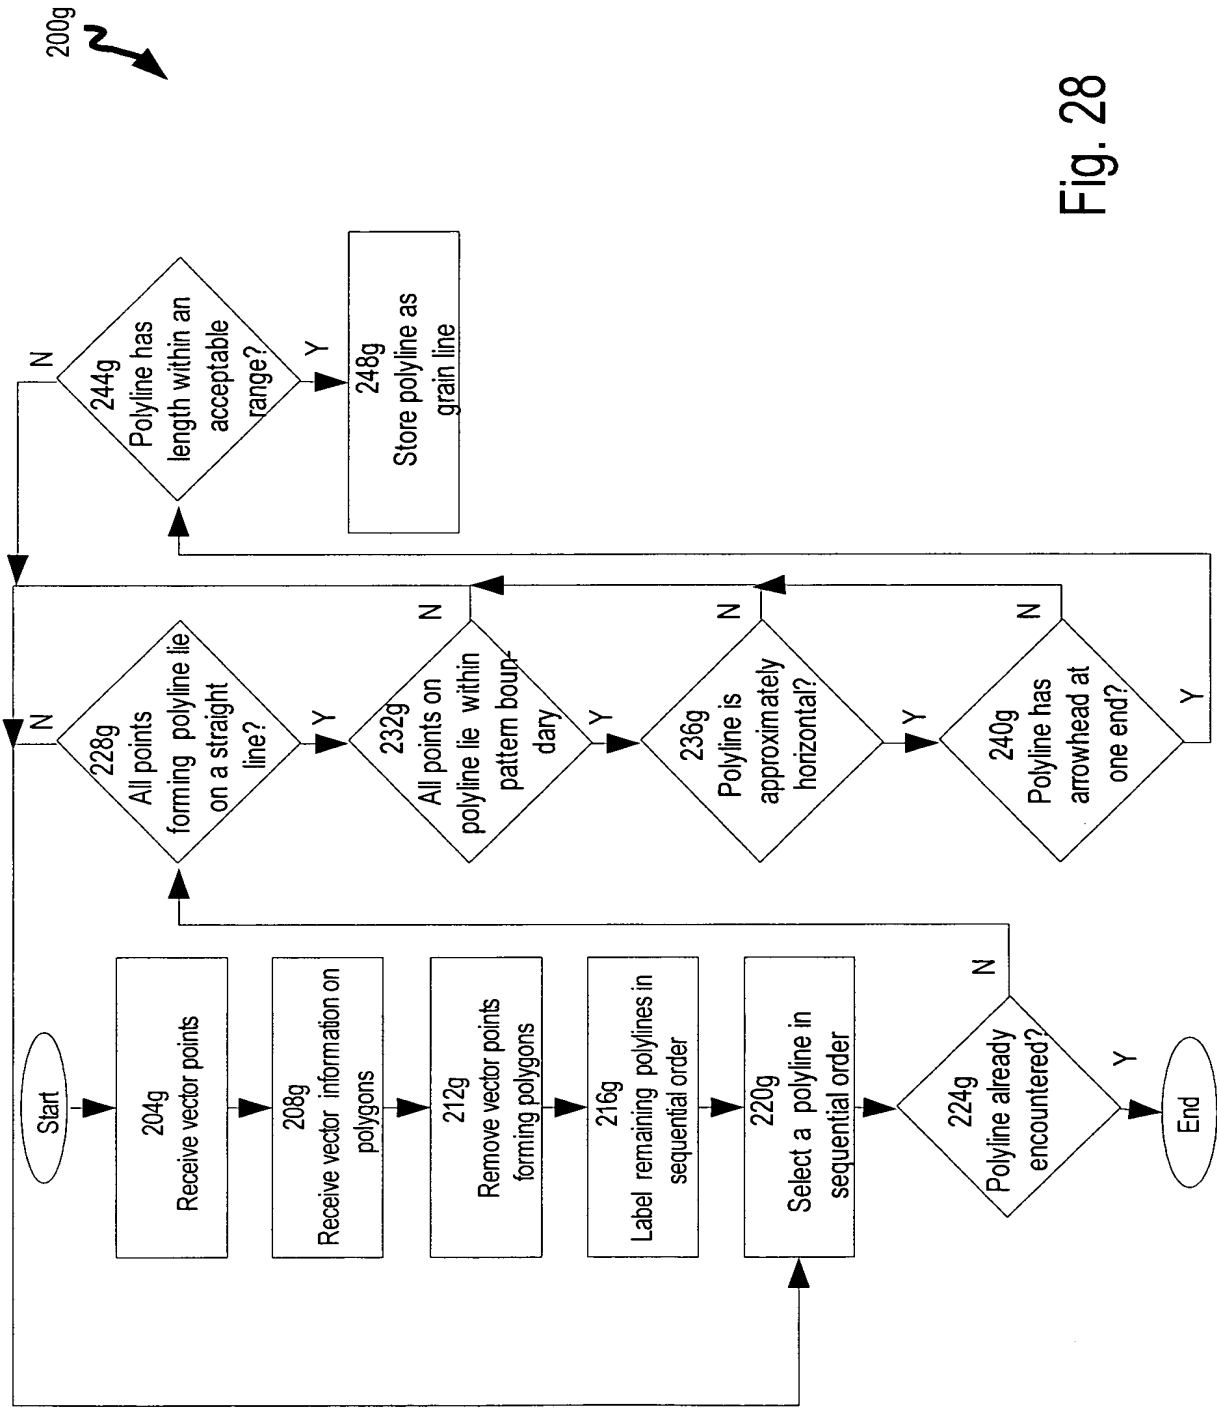 200g
Start
204g
Receive vector points
208g
Receive vector information on
polygons
212g
Remove vector points
forming polygons
216g
Label remaining polylines in
sequential order
220g
Select a polyline in
sequential order
224g
Polyline already
encountered?
N
Y
End
228g
All points
forming polyline lie
on a straight
line?
N
Y
232g
All points on
polyline lie within
pattern boun-
dary
N
Y
236g
Polyline is
approximately
horizontal?
N
Y
240g
Polyline has
arrowhead at
one end?
N
Y
244g
Polyline has
length within an
acceptable
range?
N
Y
248g
Store polyline as
grain line
Fig. 28